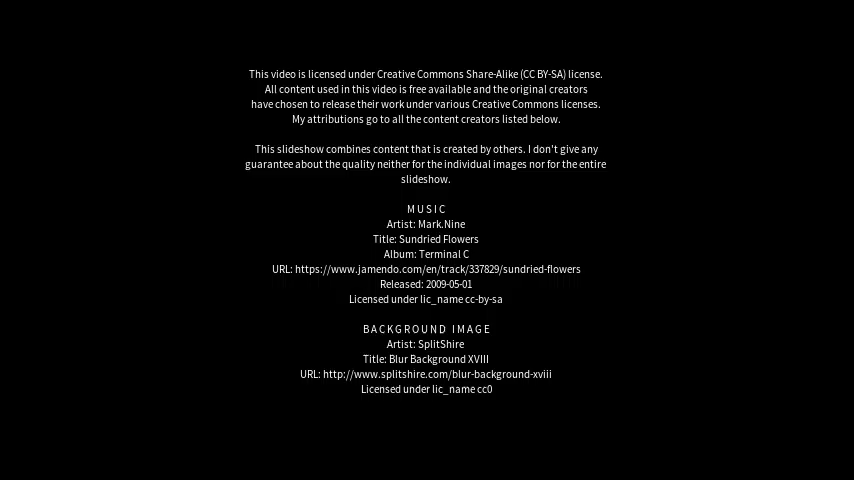 This video is licensed under Creative Commons Share-Alike (CC BY-SA) license.
All content used in this video is free available and the original creators
have chosen to release their work under various Creative Commons licenses.
My attributions go to all the content creators listed below.
This slideshow combines content that is created by others. I don't give any
guarantee about the quality neither for the individual images nor for the entire
slideshow.
MUSIC
Artist: Mark.Nine
Title: Sundried Flowers
Album: Terminal C
URL: https://www.jamendo.com/en/track/337829/sundried-flowers
Released: 2009-05-01
Licensed under lic_name cc-by-sa
BACKGROUND IMAGE
Artist: SplitShire
Title: Blur Background XVIII
URL: http://www.splitshire.com/blur-background-xviii
Licensed under lic_name cc0